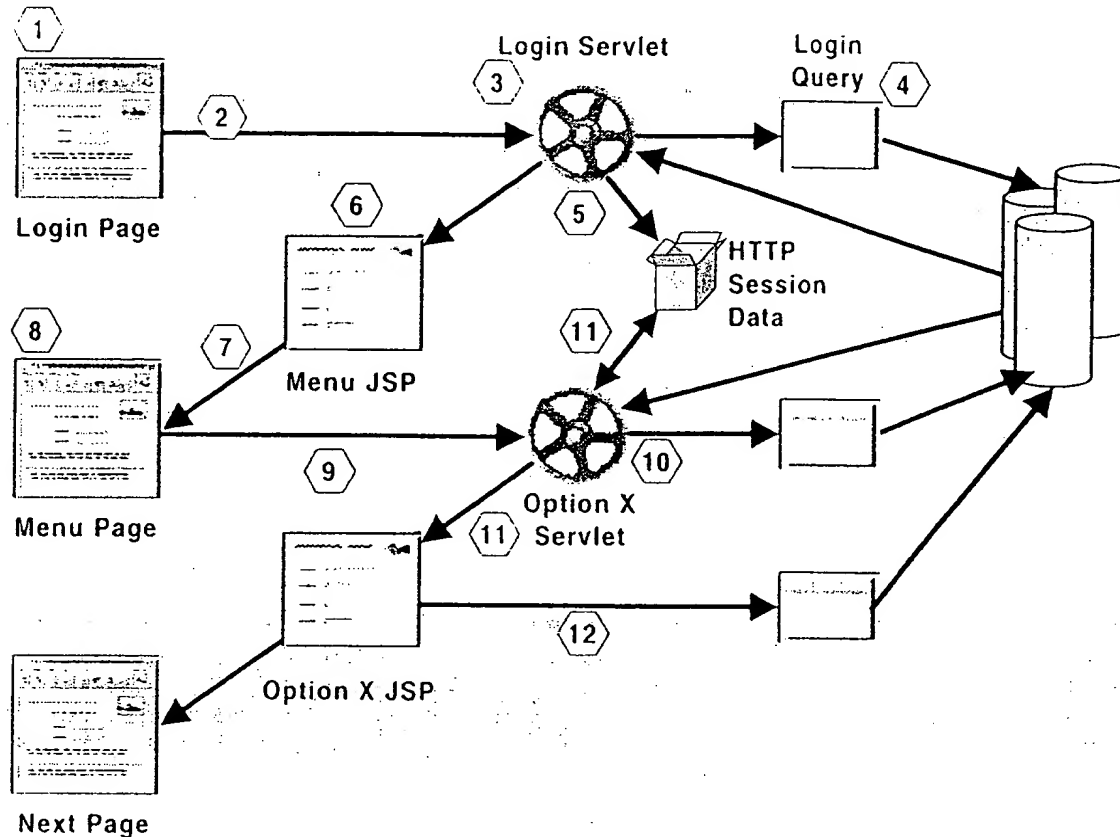 1
Login Servlet
Login
Query
3
4
2
Login Page
6
5
HTTP
Session
Data
8
7
11
Menu JSP
9
10
Menu Page
11
Option X
Servlet
12
Option X JSP
Next Page